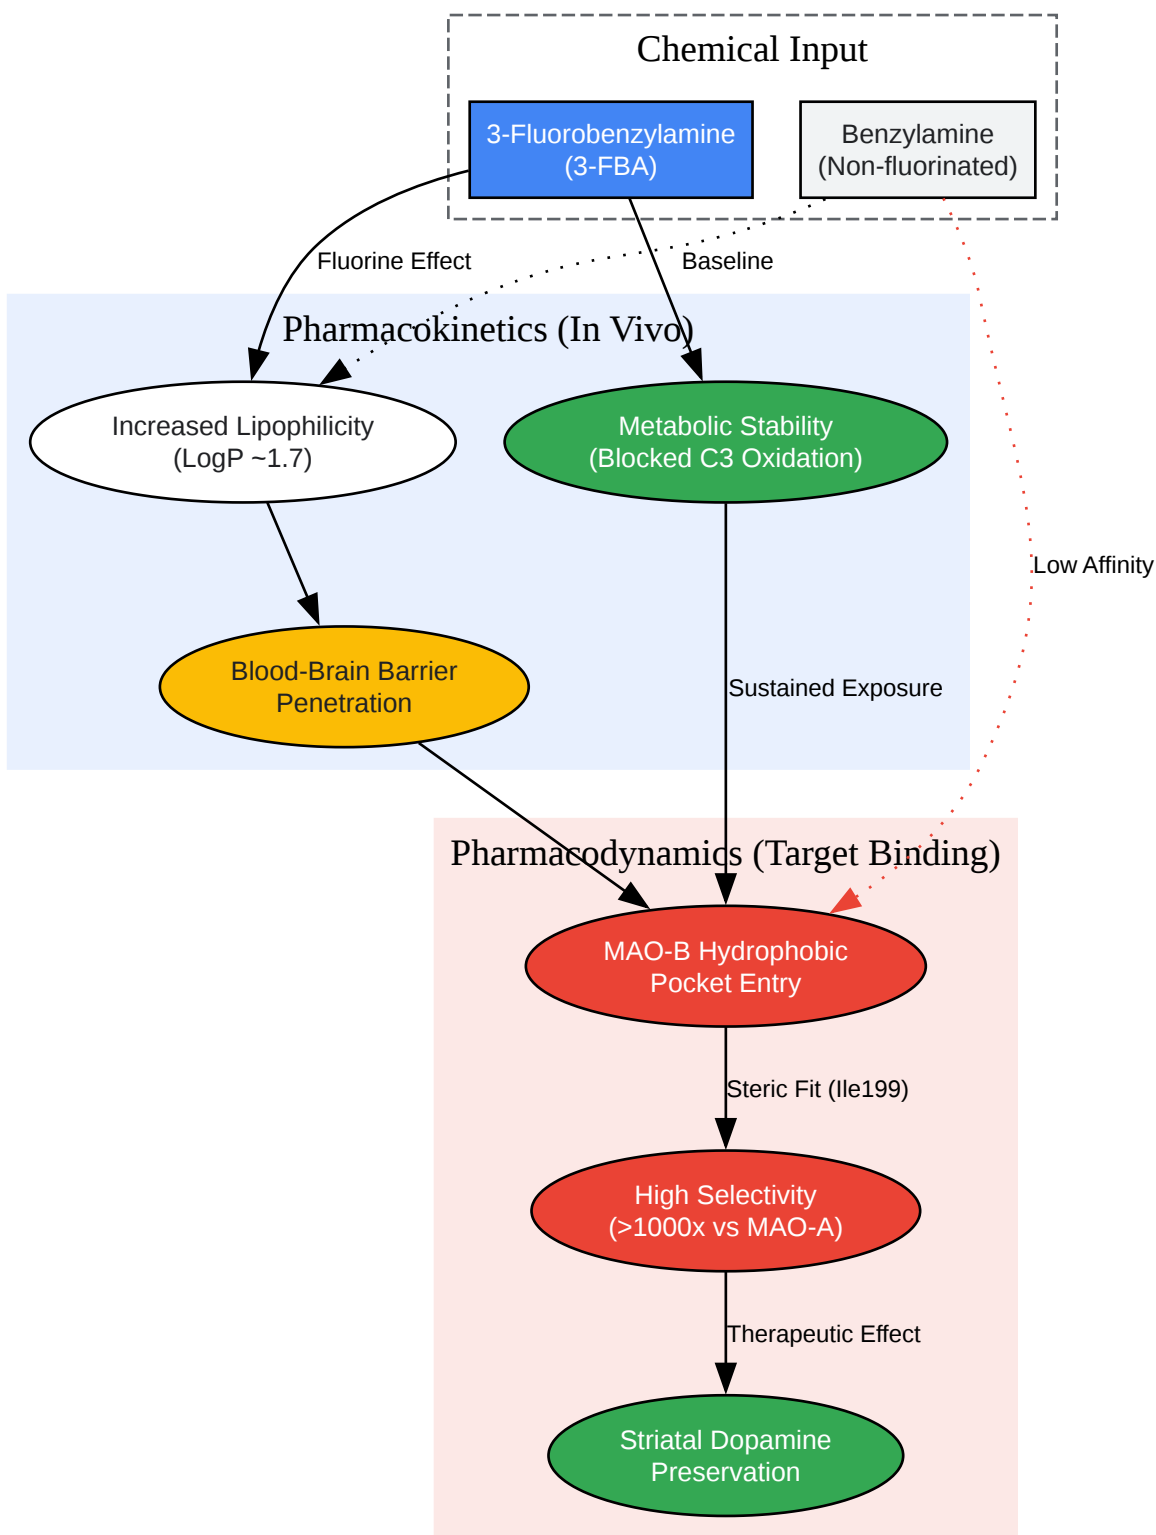 Chemical Input
3-Fluorobenzylamine
(3-FBA)
Benzylamine
(Non-fluorinated)
Fluorine Effect
Baseline
Pharmacokinetics (In Vivo)
Increased Lipophilicity
(LogP ~1.7)
Metabolic Stability
(Blocked C3 Oxidation)
Low Affinity
Blood-Brain Barrier
Penetration
Sustained Exposure
Pharmacodynamics (Target Binding)
MAO-B Hydrophobic
Pocket Entry
Steric Fit (Ile199)
High Selectivity
(>1000x vs MAO-A)
Therapeutic Effect
Striatal Dopamine
Preservation